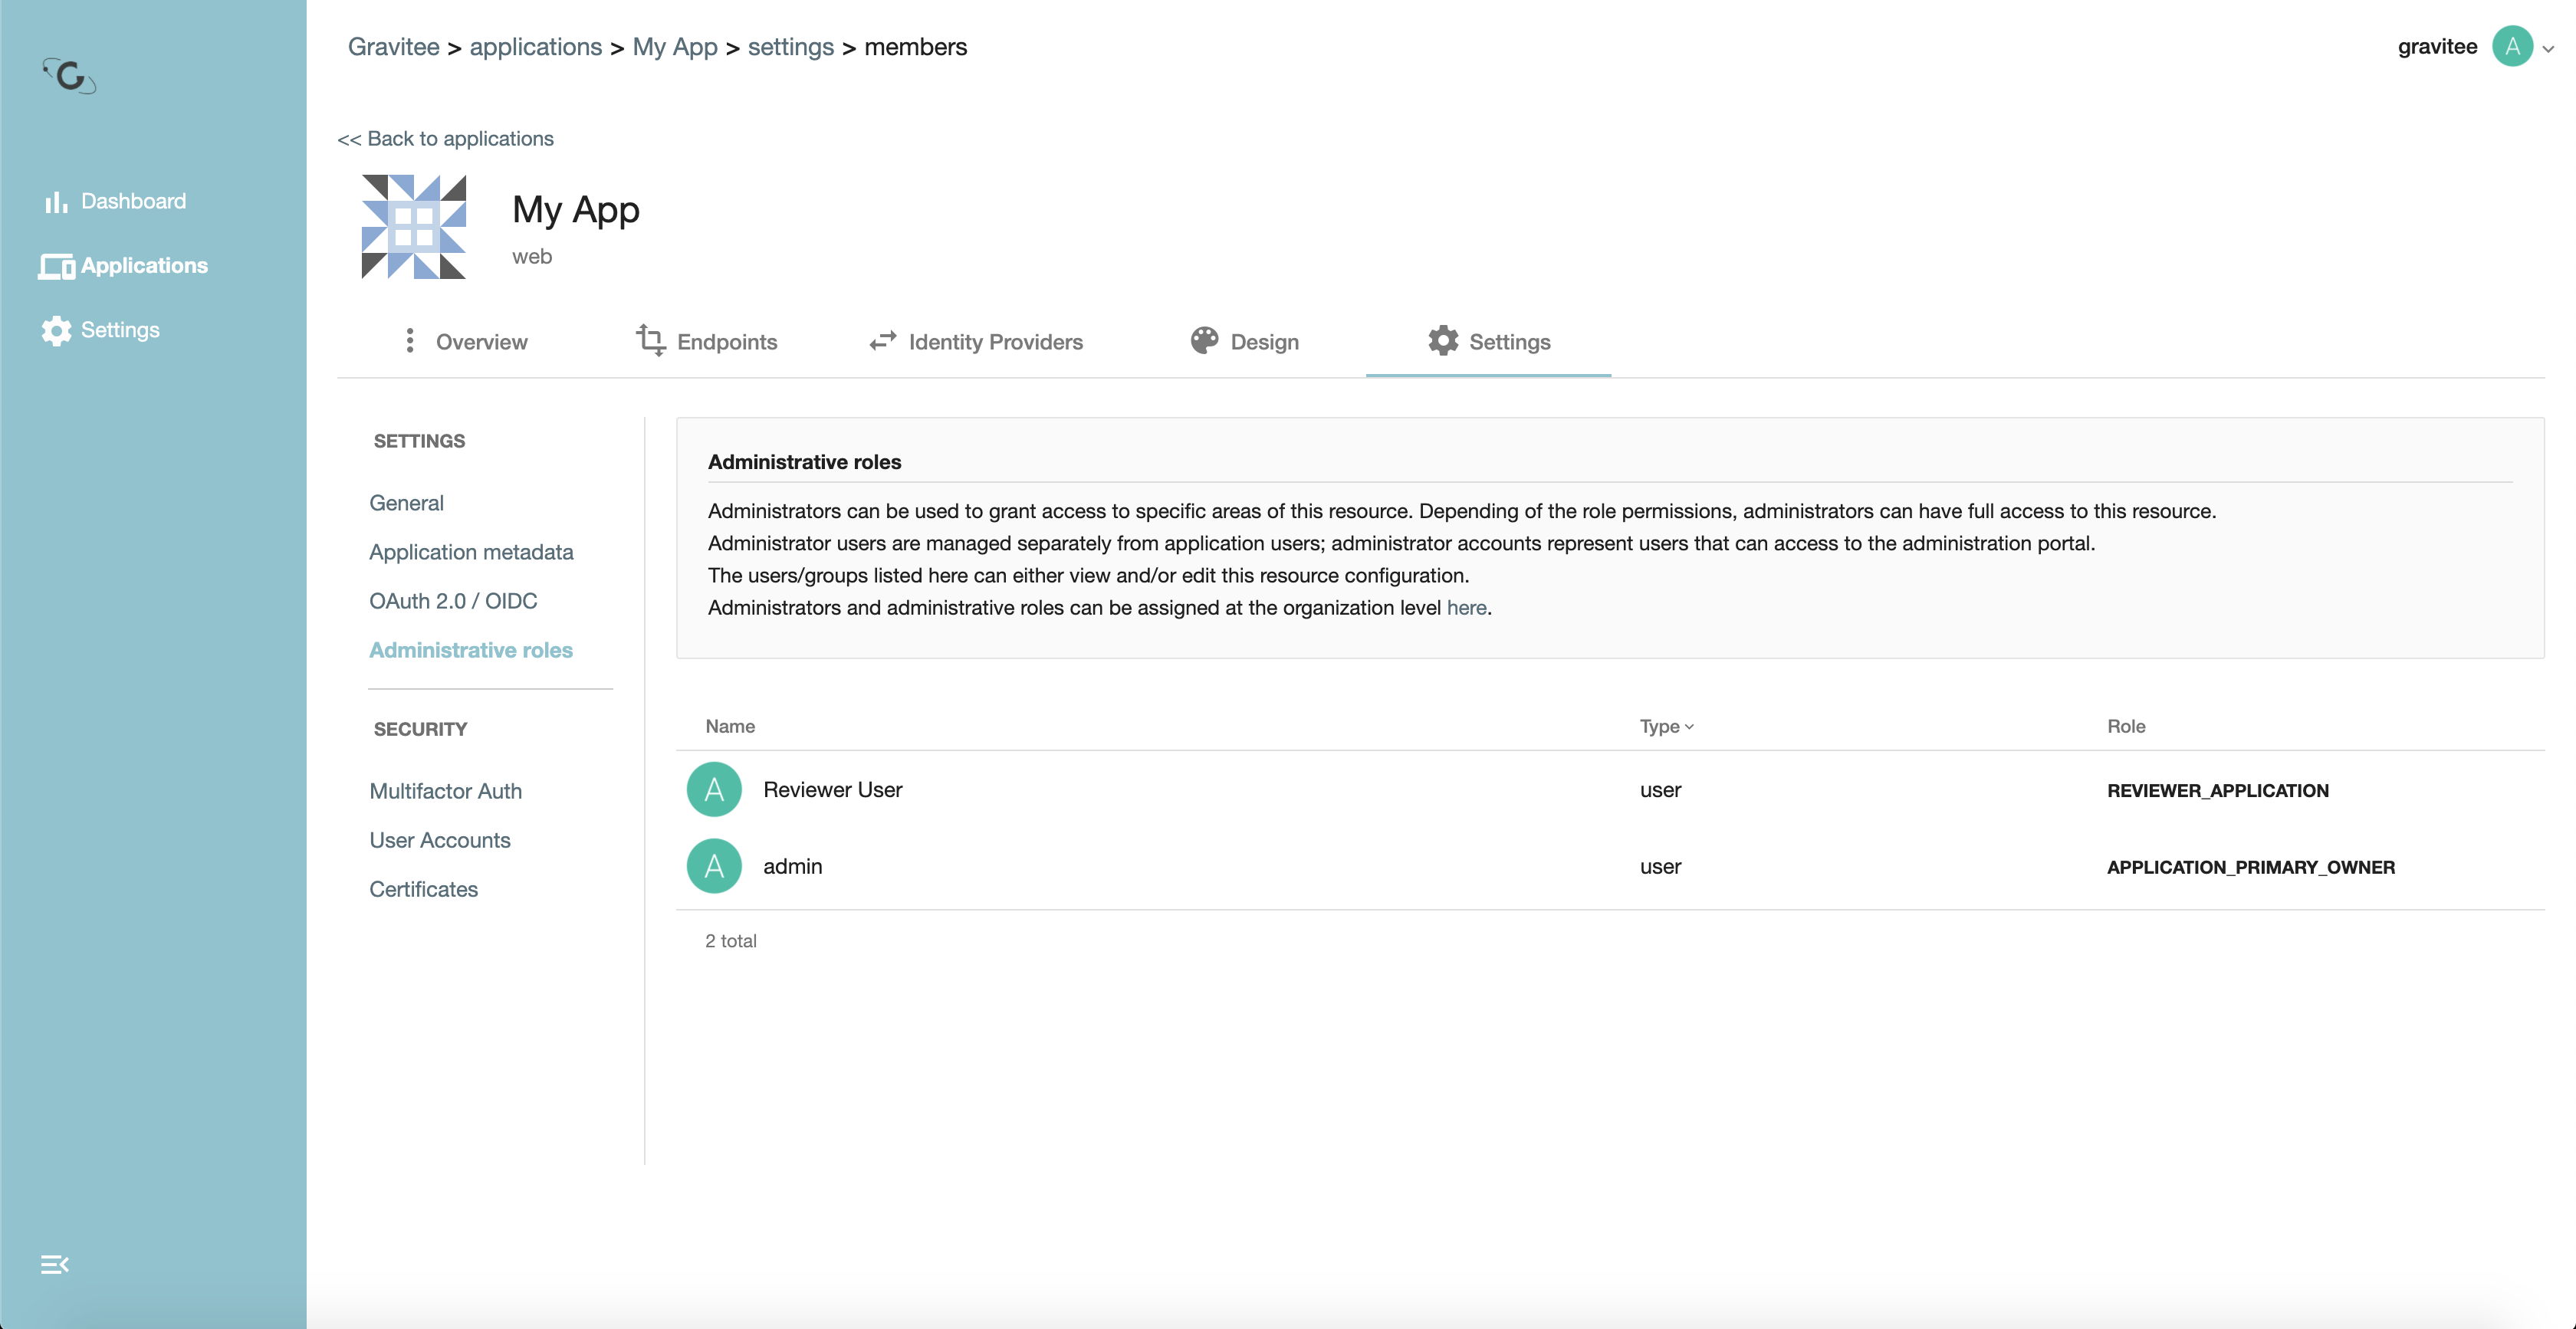 Gravitee > applications > My App > settings > members
gravitee A
Dashboard
Applications
Settings
<< Back to applications
My App
web
Overview Endpoints Identity Providers Design Settings
SETTINGS
General
Application metadata
OAuth 2.0 / OIDC
Administrative roles
SECURITY
Multifactor Auth
User Accounts
Certificates
Administrative roles
Administrators can be used to grant access to specific areas of this resource. Depending of the role permissions, administrators can have full access to this resource.
Administrator users are managed separately from application users; administrator accounts represent users that can access to the administration portal.
The users/groups listed here can either view and/or edit this resource configuration.
Administrators and administrative roles can be assigned at the organization level here.
Name Type Role
A Reviewer User user REVIEWER_APPLICATION
A admin user APPLICATION_PRIMARY_OWNER
2 total